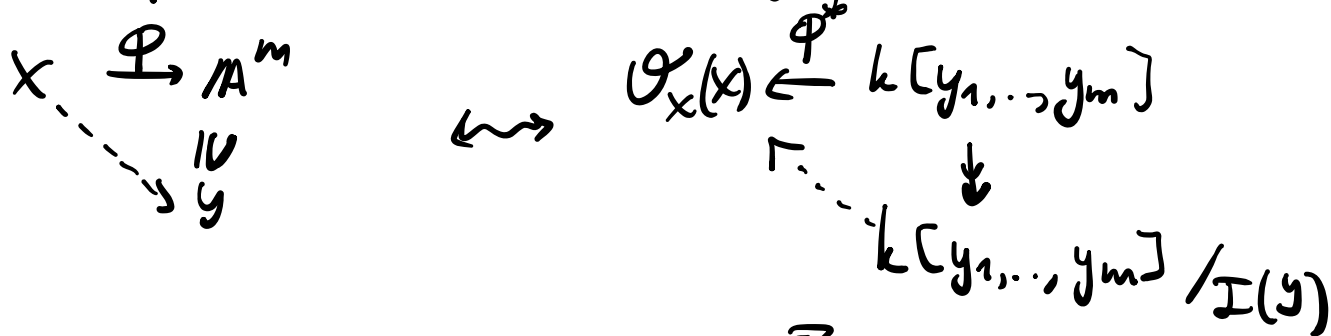 X →^φ 𝔸^m ⟷ 𝒪_X(X) ←^{φ*} k[y_1,..,y_m]
∪|
Y
k[y_1,..,y_m]/I(Y)